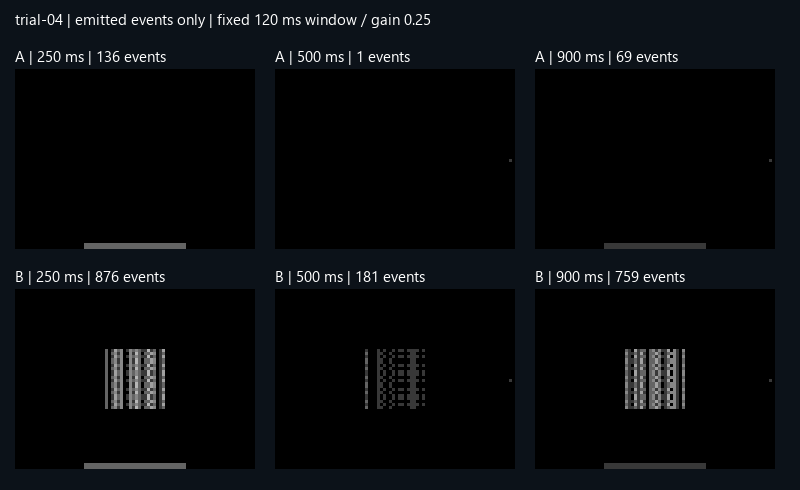 trial-04 | emitted events only | fixed 120 ms window / gain 0.25
A | 250 ms | 136 events
A | 500 ms | 1 events
A | 900 ms | 69 events
B | 250 ms | 876 events
B | 500 ms | 181 events
B | 900 ms | 759 events